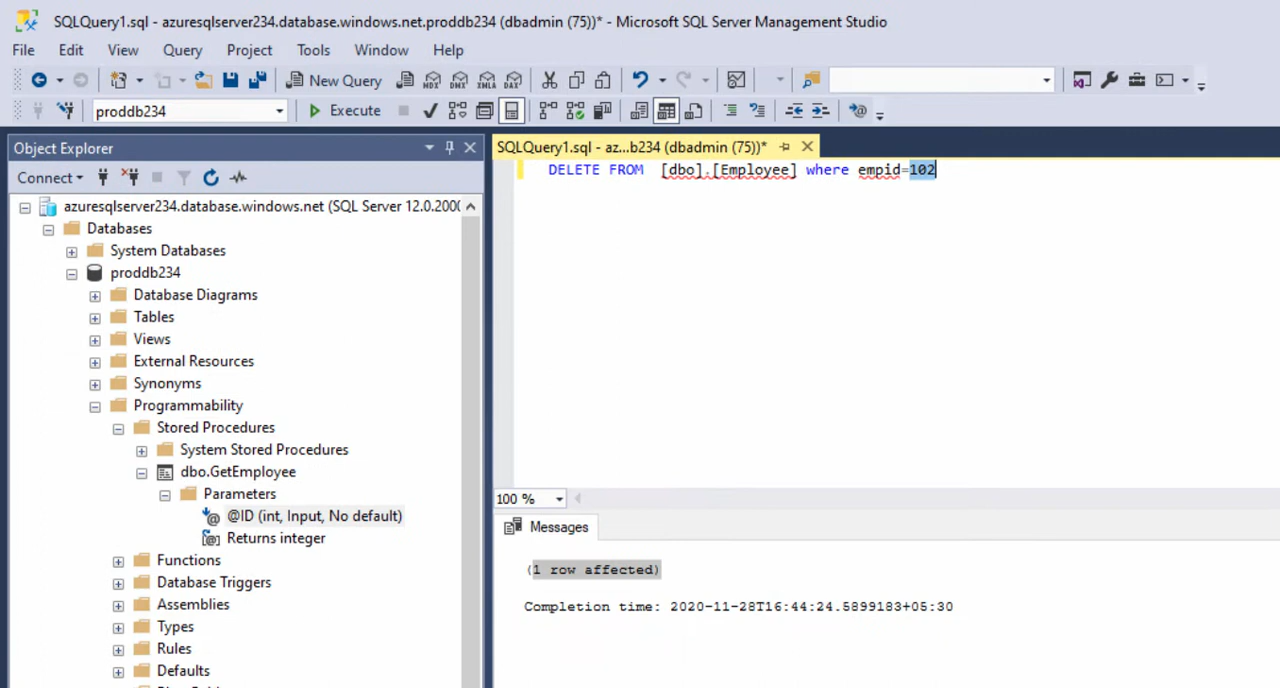 SQLQuery1.sql - azuresqlserver234.database.windows.net.proddb234 (dbadmin (75))* - Microsoft SQL Server Management Studio
File Edit View Query Project Tools Window Help
New Query MDX DMX XMLA DAX
proddb234 Execute
Object Explorer
Connect
azuresqlserver234.database.windows.net (SQL Server 12.0.2000
Databases
System Databases
proddb234
Database Diagrams
Tables
Views
External Resources
Synonyms
Programmability
Stored Procedures
System Stored Procedures
dbo.GetEmployee
Parameters
@ID (int, Input, No default)
Returns integer
Functions
Database Triggers
Assemblies
Types
Rules
Defaults
SQLQuery1.sql - az...b234 (dbadmin (75))*
DELETE FROM [dbo].[Employee] where empid=102
100 %
Messages
(1 row affected)
Completion time: 2020-11-28T16:44:24.5899183+05:30